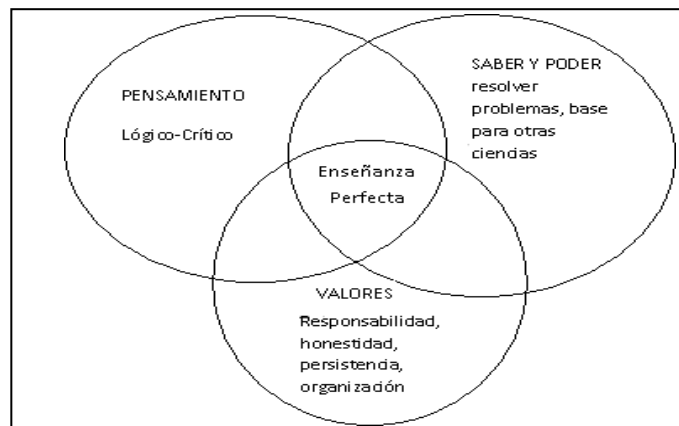 PENSAMIENTO
Lógico-Crítico
SABER Y PODER
resolver
problemas, base
para otras
ciencias
Enseñanza
Perfecta
VALORES
Responsabilidad,
honestidad,
persistencia,
organización